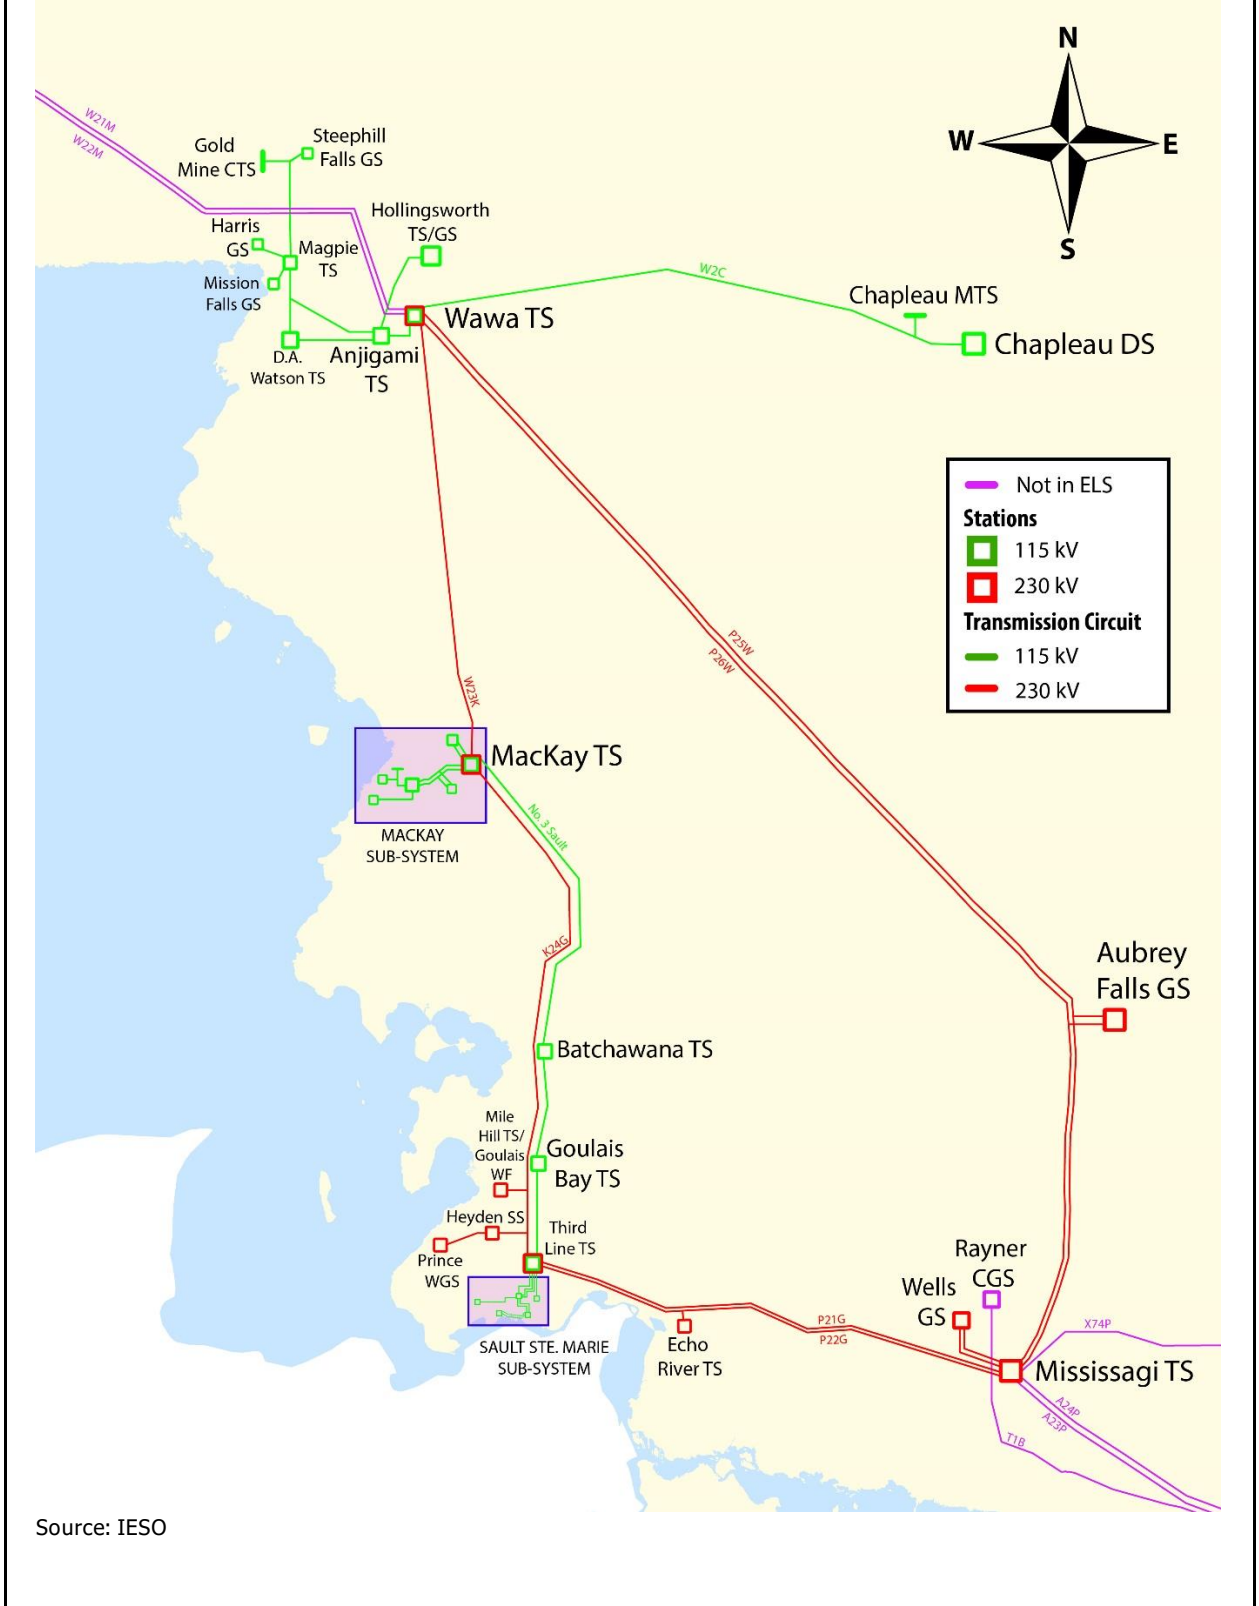 N
W
E
S
W21M
W22M
Gold
Mine CTS
Steephill
Falls GS
Hollingsworth
TS/GS
Harris
GS
Magpie
TS
Mission
Falls GS
D.A.
Watson TS
Anjigami
TS
Wawa TS
W2C
Chapleau MTS
Chapleau DS
Not in ELS
Stations
115 kV
230 kV
Transmission Circuit
115 kV
230 kV
P25W
P26W
W23K
MacKay TS
MACKAY
SUB-SYSTEM
No. 3 Sault
K24G
Aubrey
Falls GS
Batchawana TS
Mile
Hill TS/
Goulais
WF
Goulais
Bay TS
Heyden SS
Third
Line TS
Prince
WGS
SAULT STE. MARIE
SUB-SYSTEM
Echo
River TS
P21G
P22G
Wells
GS
Rayner
CGS
X74P
Mississagi TS
A24P
A23P
T1B
Source: IESO